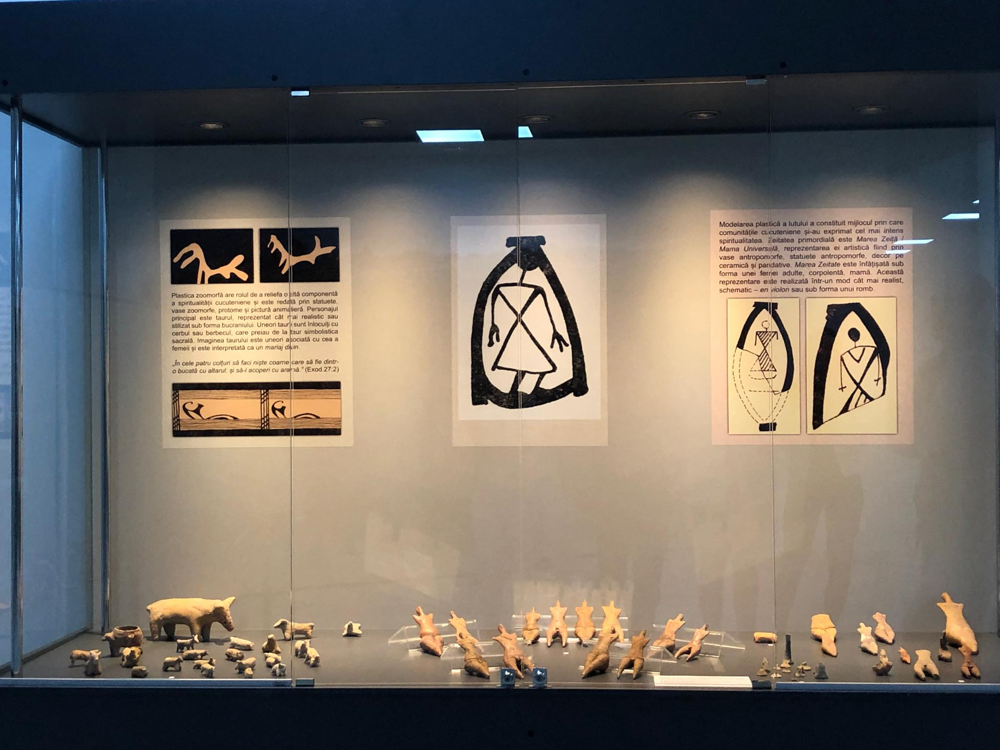 Plastica zoomorfă are rolul de a reliefa o altă componentă
a spiritualității cucuteniene și este redată prin statuete,
vase zoomorfe, protome și pictură animalieră. Personajul
principal este taurul, reprezentat cât mai realistic sau
stilizat sub forma bucraniului. Uneori taurii sunt înlocuiți cu
cerbul sau berbecul, care preiau de la taur simbolistica
sacrală. Imaginea taurului este uneori asociată cu cea a
femeii și este interpretată ca un mariaj divin.
„În cele patru colțuri să faci niște coarne care să fie dintr-
o bucată cu altarul; și să-l acoperi cu aramă.” (Exod.27:2)
Modelarea plastică a lutului a constituit mijlocul prin care
comunitățile cucuteniene și-au exprimat cel mai intens
spiritualitatea. Zeitatea primordială este Marea Zeiță /
Mama Universală, reprezentarea ei artistică fiind prin
vase antropomorfe, statuete antropomorfe, decor pe
ceramică și pandative. Marea Zeitate este înfățișată sub
forma unei femei adulte, corpolentă, mamă. Această
reprezentare este realizată într-un mod cât mai realist,
schematic – en violon sau sub forma unui romb.